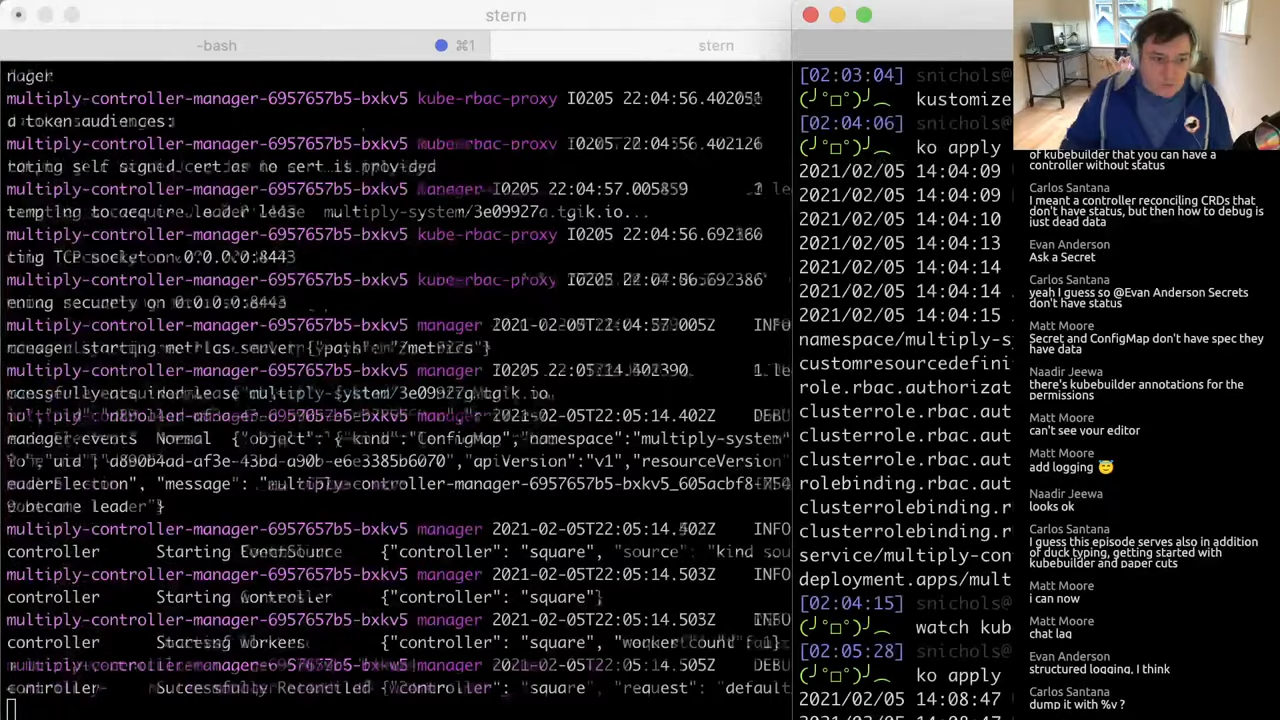 stern
-bash
⌘1
stern
nager
multiply-controller-manager-6957657b5-bxkv5 kube-rbac-proxy I0205 22:04:56.402051
d token audiences:
multiply-controller-manager-6957657b5-bxkv5 kube-rbac-proxy I0205 22:04:56.402126
rating self signed cert as no cert is provided
multiply-controller-manager-6957657b5-bxkv5 manager I0205 22:04:57.005859 1 le
tempting to acquire leader lease multiply-system/3e09927a.tgik.io...
multiply-controller-manager-6957657b5-bxkv5 kube-rbac-proxy I0205 22:04:56.692360
ting TCP socket on 0.0.0.0:8443
multiply-controller-manager-6957657b5-bxkv5 kube-rbac-proxy I0205 22:04:56.692386
ening securely on 0.0.0.0:8443
multiply-controller-manager-6957657b5-bxkv5 manager 2021-02-05T22:04:57.005Z INFO
manager starting metrics server {"path": "/metrics"}
multiply-controller-manager-6957657b5-bxkv5 manager I0205 22:05:14.401390 1 le
cessfully acquired lease multiply-system/
multiply-controller-manager-6957657b5-bxkv5 manager 2021-02-05T22:05:14.402Z DEBU
manager.events Normal {"object": {"kind":"ConfigMap","namespace":"multiply-system"
"uid":"d890b4aa-af3e-43bd-a90b-e6e3385b6070","apiVersion":"v1","resourceVersion
eaderElection", "message": "multiply-controller-manager-6957657b5-bxkv5_605acbf8-
became leader"}
multiply-controller-manager-6957657b5-bxkv5 manager 2021-02-05T22:05:14.402Z INFO
controller Starting EventSource {"controller": "square", "source": "kind sou
multiply-controller-manager-6957657b5-bxkv5 manager 2021-02-05T22:05:14.503Z INFO
controller Starting Controller {"controller": "square"}
multiply-controller-manager-6957657b5-bxkv5 manager 2021-02-05T22:05:14.503Z INFO
controller Starting workers {"controller": "square", "worker count": 1}
multiply-controller-manager-6957657b5-bxkv5 manager 2021-02-05T22:05:14.505Z DEBU
controller Successfully Reconciled {"controller": "square", "request": "default
[02:03:04] snichols@
(╯°□°)╯︵ kustomize
[02:04:06] snichols@
(╯°□°)╯︵ ko apply
2021/02/05 14:04:09
2021/02/05 14:04:09
2021/02/05 14:04:10
2021/02/05 14:04:13
2021/02/05 14:04:14
2021/02/05 14:04:14
2021/02/05 14:04:15
namespace/multiply-s
customresourcedefini
role.rbac.authorizat
clusterrole.rbac.aut
clusterrole.rbac.aut
clusterrole.rbac.aut
rolebinding.rbac.aut
clusterrolebinding.r
clusterrolebinding.r
service/multiply-con
deployment.apps/mult
[02:04:15] snichols@
(╯°□°)╯︵ watch kub
[02:05:28] snichols@
(╯°□°)╯︵ ko apply
2021/02/05 14:08:47
2021/02/05 14:08:47
of kubebuilder that you can have a
controller without status
Carlos Santana
I meant a controller reconciling CRDs that
don't have status, but then how to debug is
just dead data
Evan Anderson
Ask a Secret
Carlos Santana
yeah I guess so @Evan Anderson Secrets
don't have status
Matt Moore
Secret and ConfigMap don't have spec they
have data
Naadir Jeewa
there's kubebuilder annotations for the
permissions
Matt Moore
can't see your editor
Matt Moore
add logging 😇
Naadir Jeewa
looks ok
Carlos Santana
I guess this episode serves also in addition
of duck typing, getting started with
kubebuilder and paper cuts
Matt Moore
i can now
Matt Moore
chat lag
Evan Anderson
structured logging, I think
Carlos Santana
dump it with %v ?